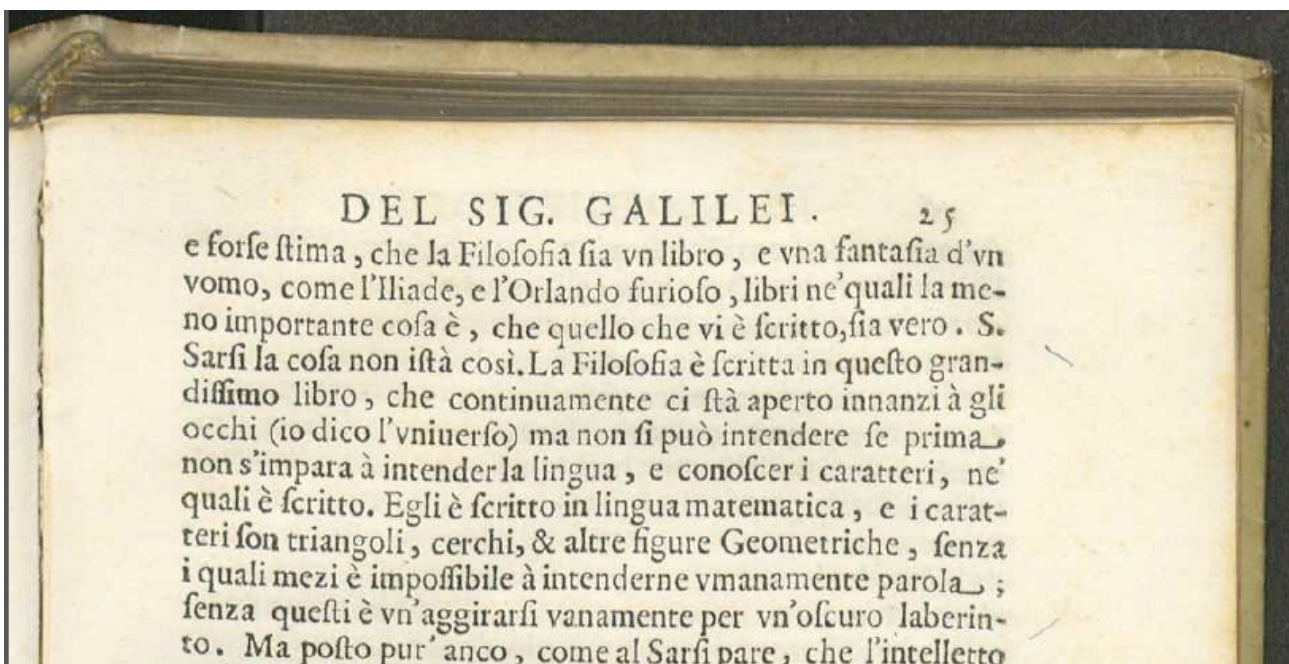 DEL SIG. GALILEI. 25
e forſe ſtima, che la Filoſofia ſia vn libro, e vna fantaſia d'vn
vomo, come l'Iliade, e l'Orlando furioſo, libri ne' quali la me-
no importante coſa è, che quello che vi è ſcritto, ſia vero. S.
Sarſi la coſa non iſtà così. La Filoſofia è ſcritta in queſto gran-
diſſimo libro, che continuamente ci ſtà aperto innanzi à gli
occhi (io dico l'vniuerſo) ma non ſi può intendere ſe prima
non s'impara à intender la lingua, e conoſcer i caratteri, ne'
quali è ſcritto. Egli è ſcritto in lingua matematica, e i carat-
teri ſon triangoli, cerchi, & altre figure Geometriche, ſenza
i quali mezi è impoſſibile à intenderne vmanamente parola;
ſenza queſti è vn'aggirarſi vanamente per vn'oſcuro laberin-
to. Ma poſto pur' anco, come al Sarſi pare, che l'intelletto